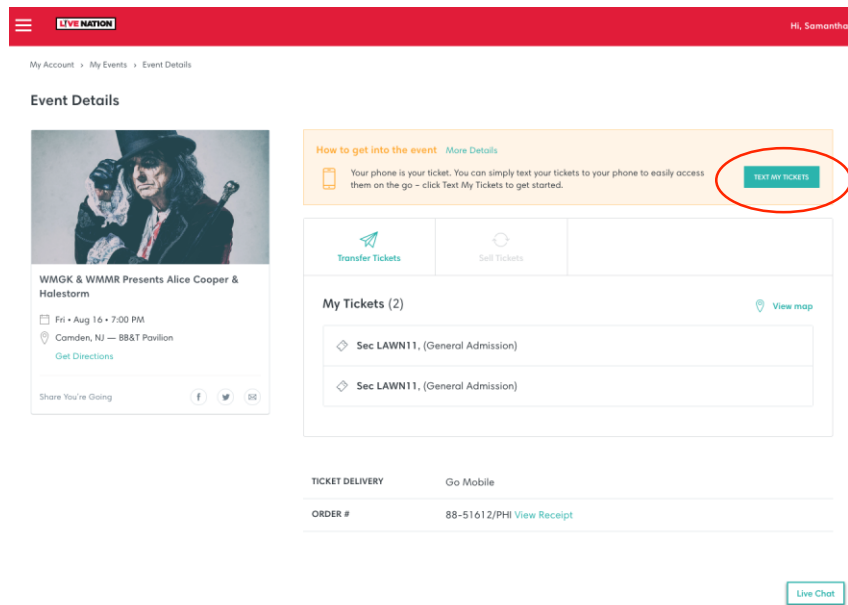 LIVE NATION
Hi, Samantha
My Account > My Events > Event Details
Event Details
How to get into the event More Details
Your phone is your ticket. You can simply text your tickets to your phone to easily access
them on the go – click Text My Tickets to get started.
TEXT MY TICKETS
Transfer Tickets
Sell Tickets
WMGK & WMMR Presents Alice Cooper &
Halestorm
Fri • Aug 16 • 7:00 PM
Camden, NJ — BB&T Pavilion
Get Directions
Share You're Going
My Tickets (2)
View map
Sec LAWN11, (General Admission)
Sec LAWN11, (General Admission)
TICKET DELIVERY Go Mobile
ORDER # 88-51612/PHI View Receipt
Live Chat